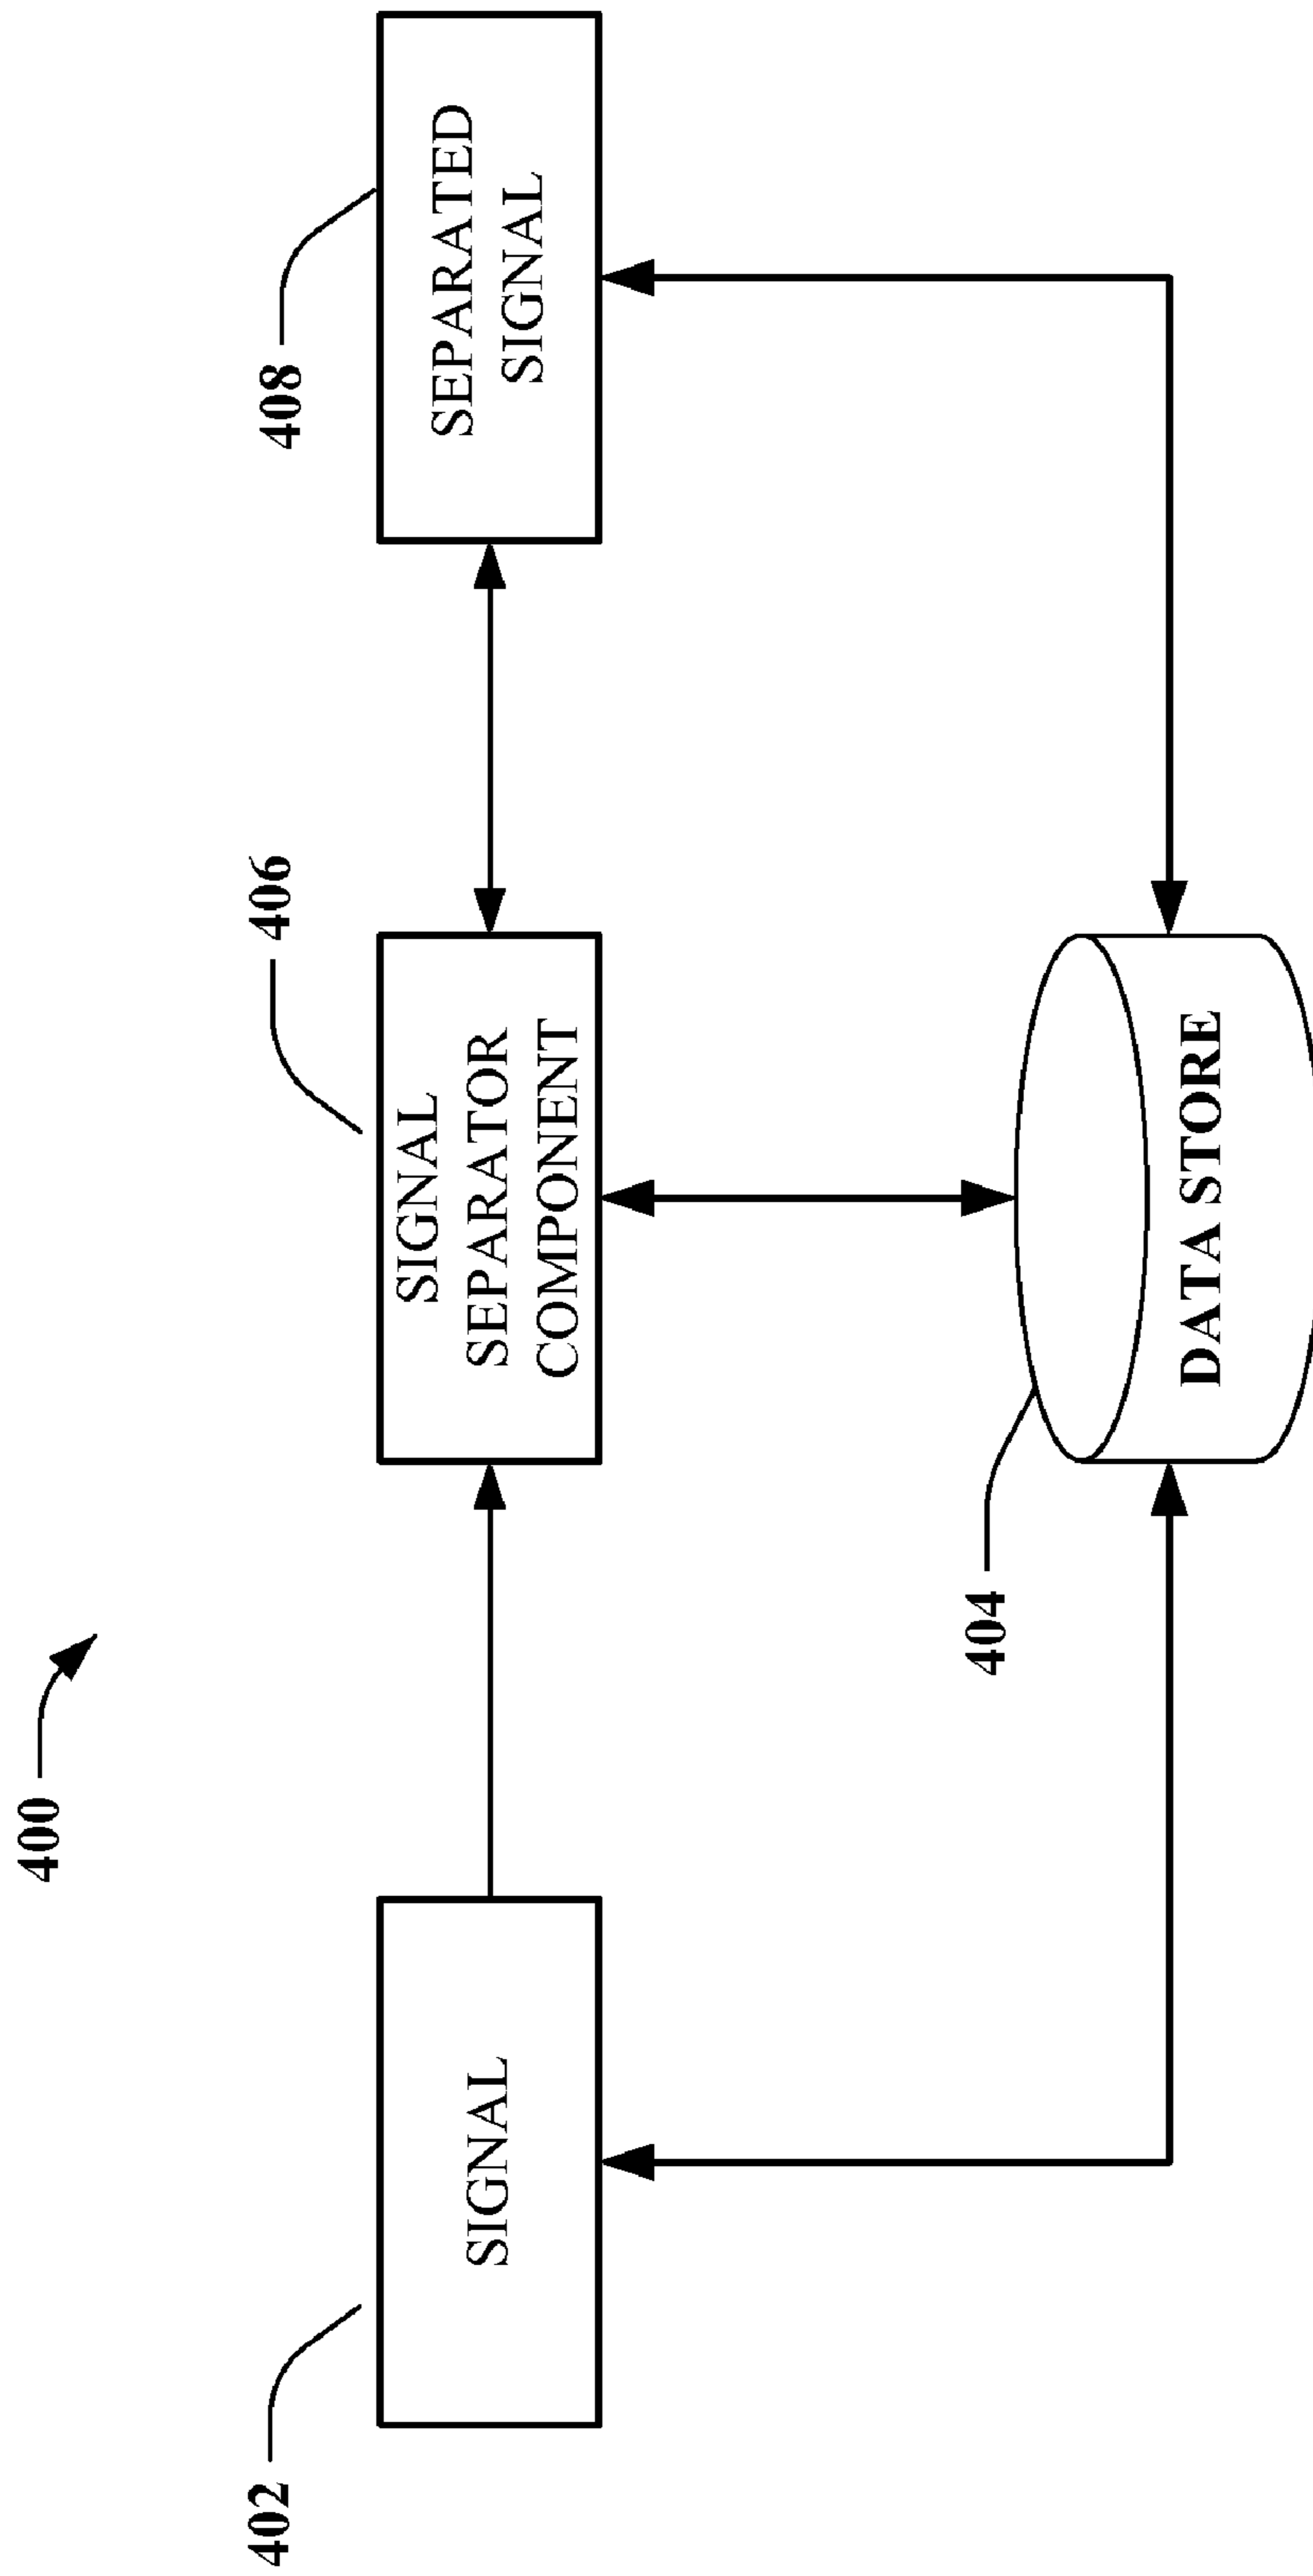 400
402
SIGNAL
406
SIGNAL
SEPARATOR
COMPONENT
408
SEPARATED
SIGNAL
404
DATA STORE